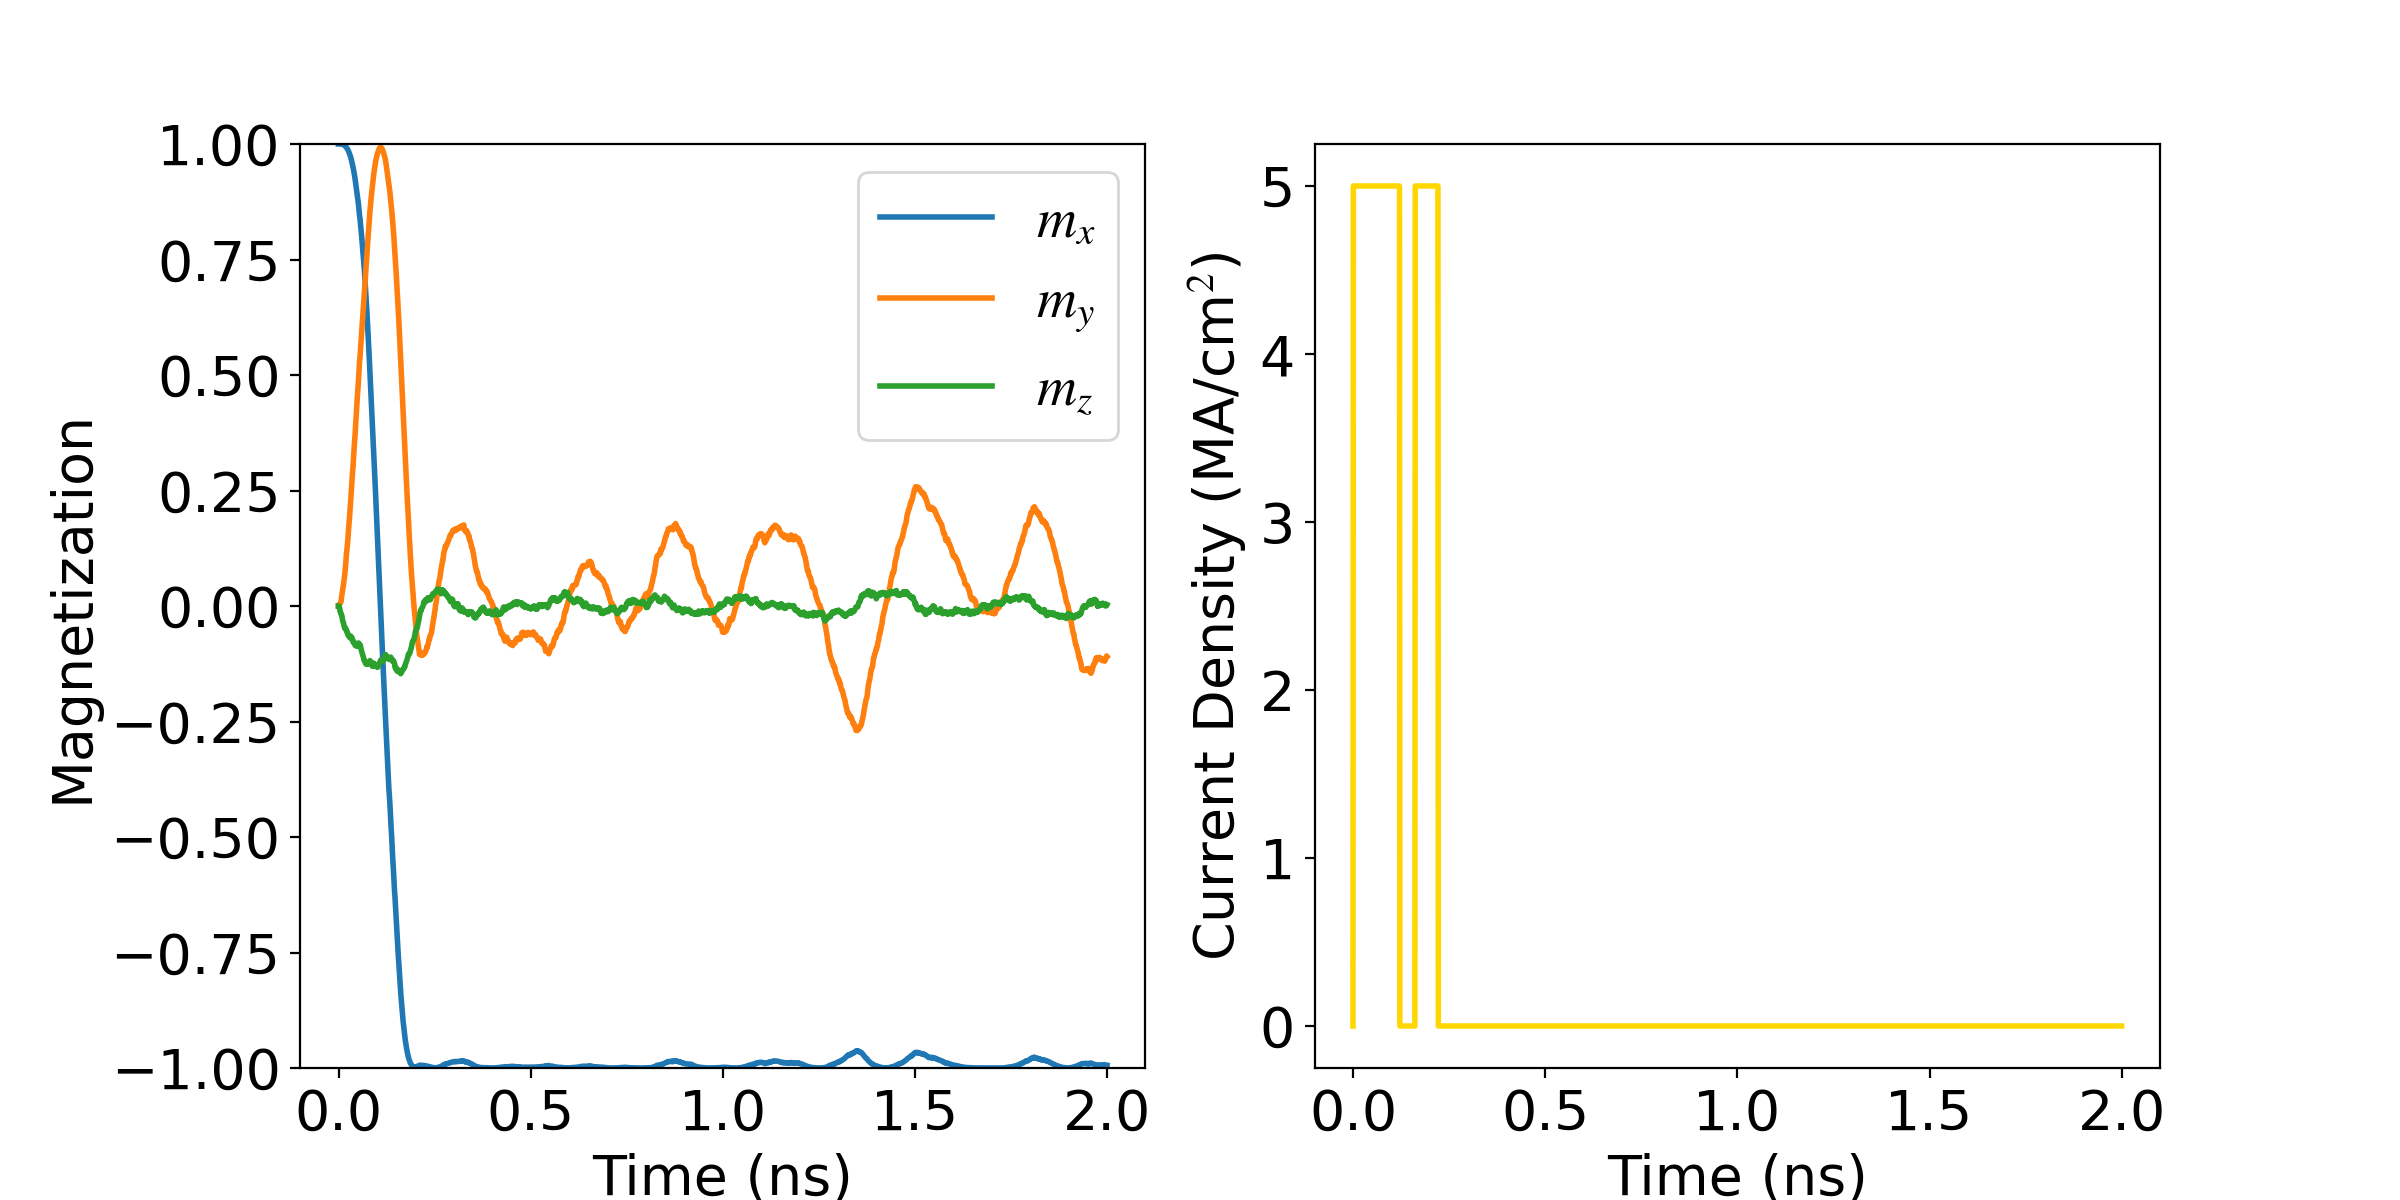 1.00
0.75
0.50
0.25
0.00
−0.25
−0.50
−0.75
−1.00
Magnetization
0.0 0.5 1.0 1.5 2.0
Time (ns)
m_x
m_y
m_z
5
4
3
2
1
0
Current Density (MA/cm²)
0.0 0.5 1.0 1.5 2.0
Time (ns)